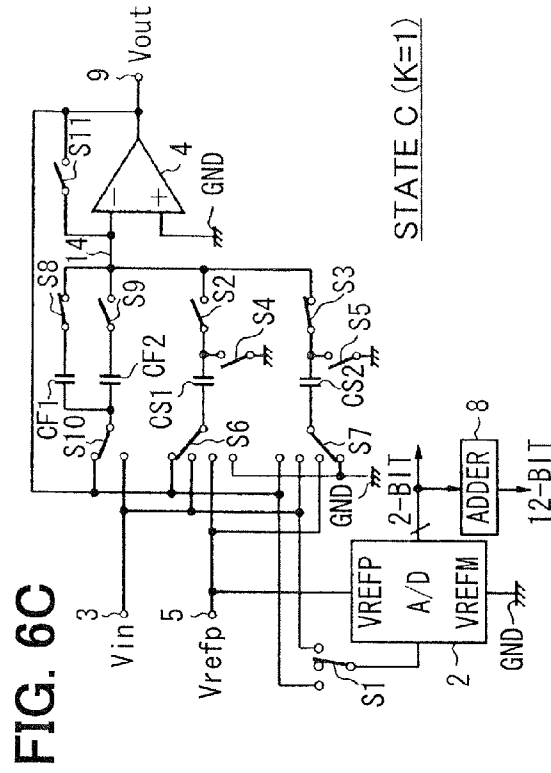 FIG. 6C
STATE C (K=1)
Vin
3
Vrefp
5
S10
CF1
CF2
S8
S9
14
S11
4
9
Vout
GND
S6
CS1
S2
S4
S7
CS2
S3
S5
GND
S1
VREFP
A/D
VREFM
2
GND
2-BIT
ADDER
8
12-BIT